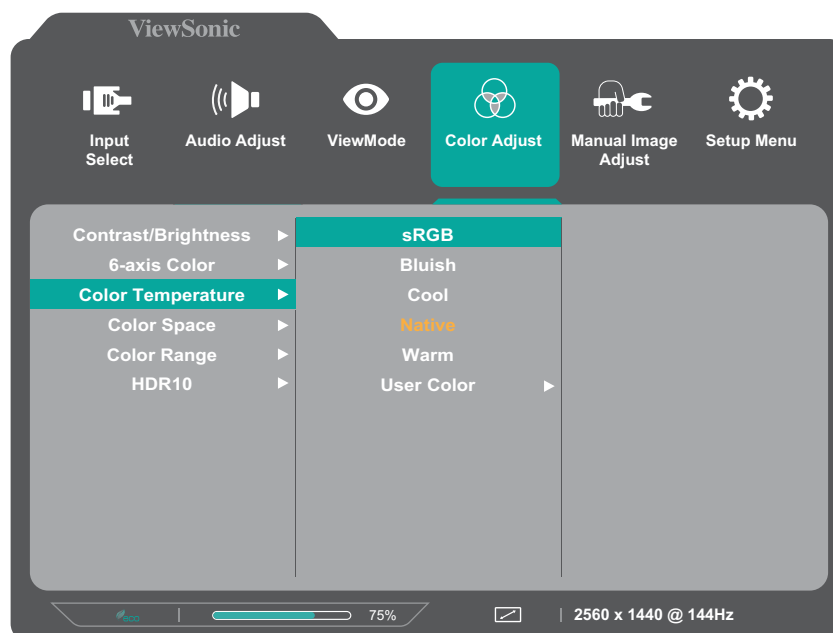 ViewSonic
Input Select
Audio Adjust
ViewMode
Color Adjust
Manual Image Adjust
Setup Menu
Contrast/Brightness
6-axis Color
Color Temperature
Color Space
Color Range
HDR10
sRGB
Bluish
Cool
Native
Warm
User Color
eco
75%
2560 x 1440 @ 144Hz